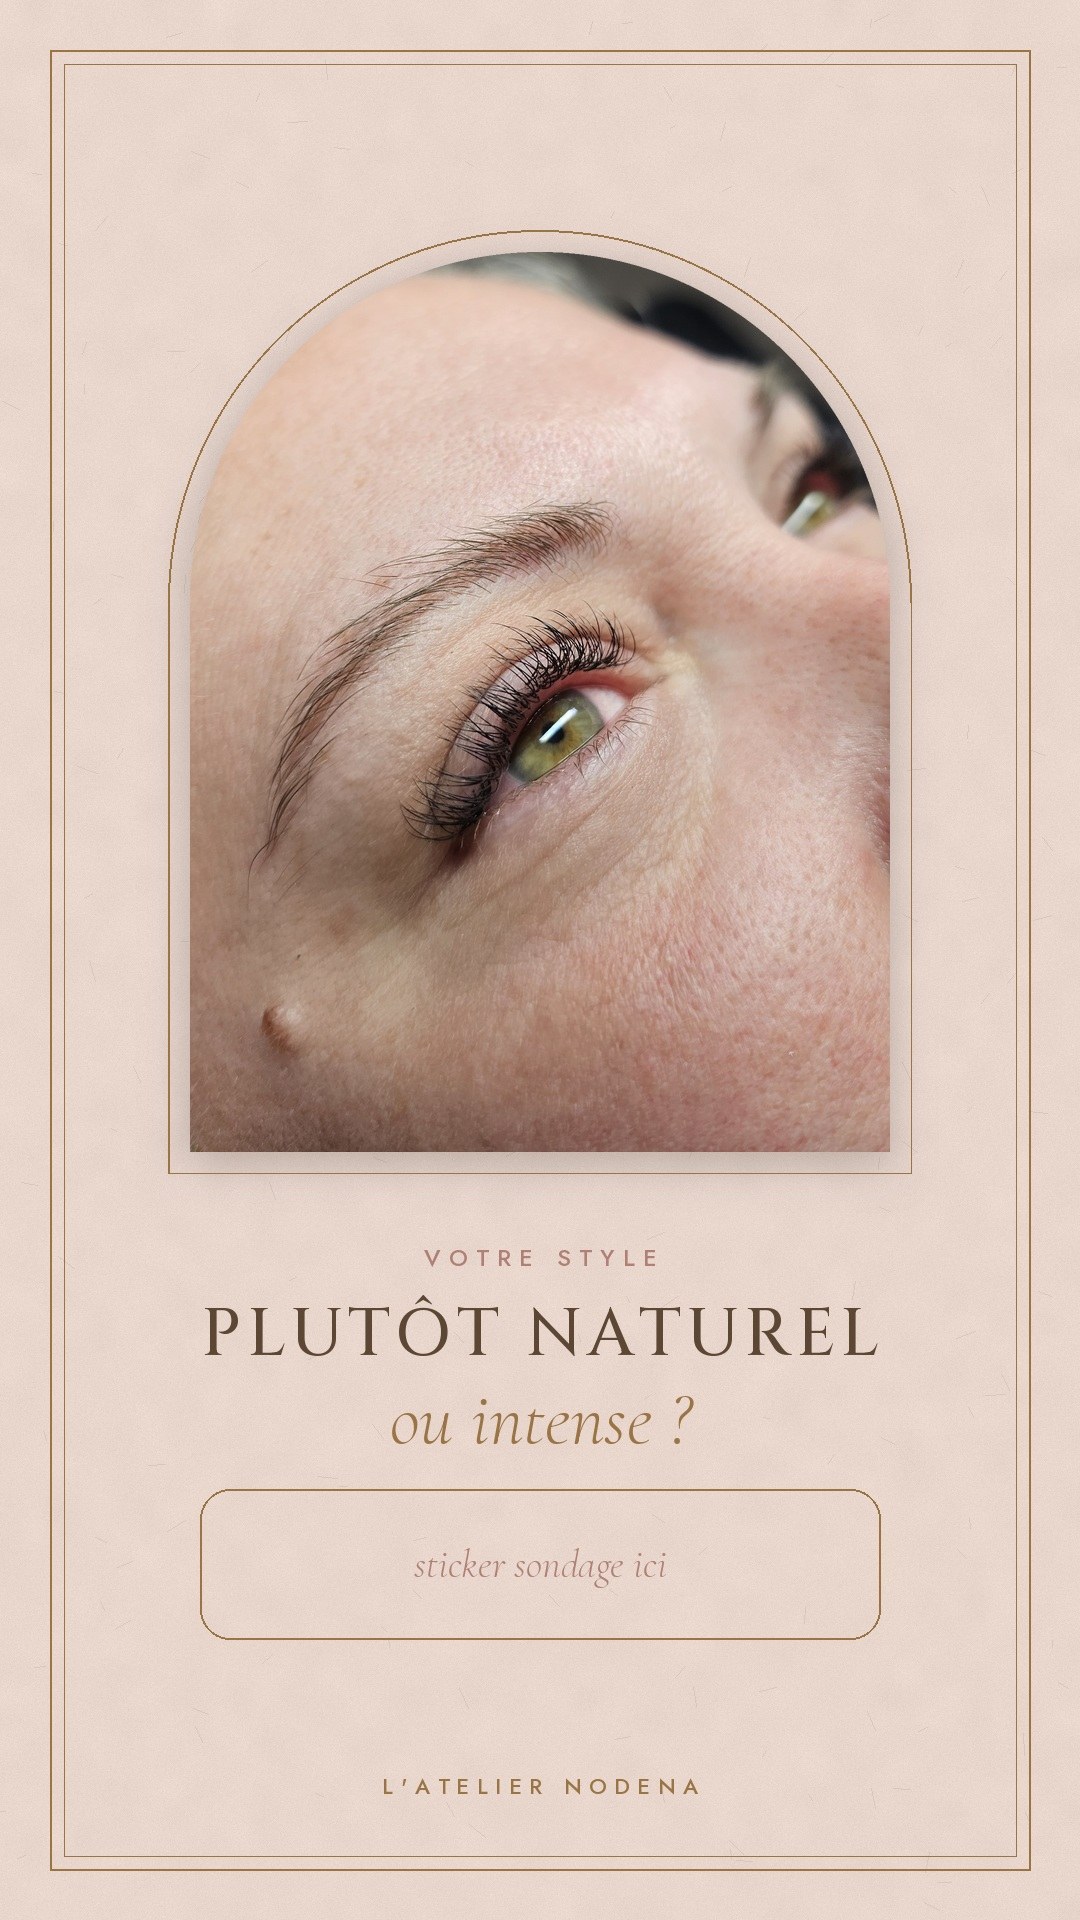 VOTRE STYLE
PLUTÔT NATUREL
ou intense ?
sticker sondage ici
L'ATELIER NODENA